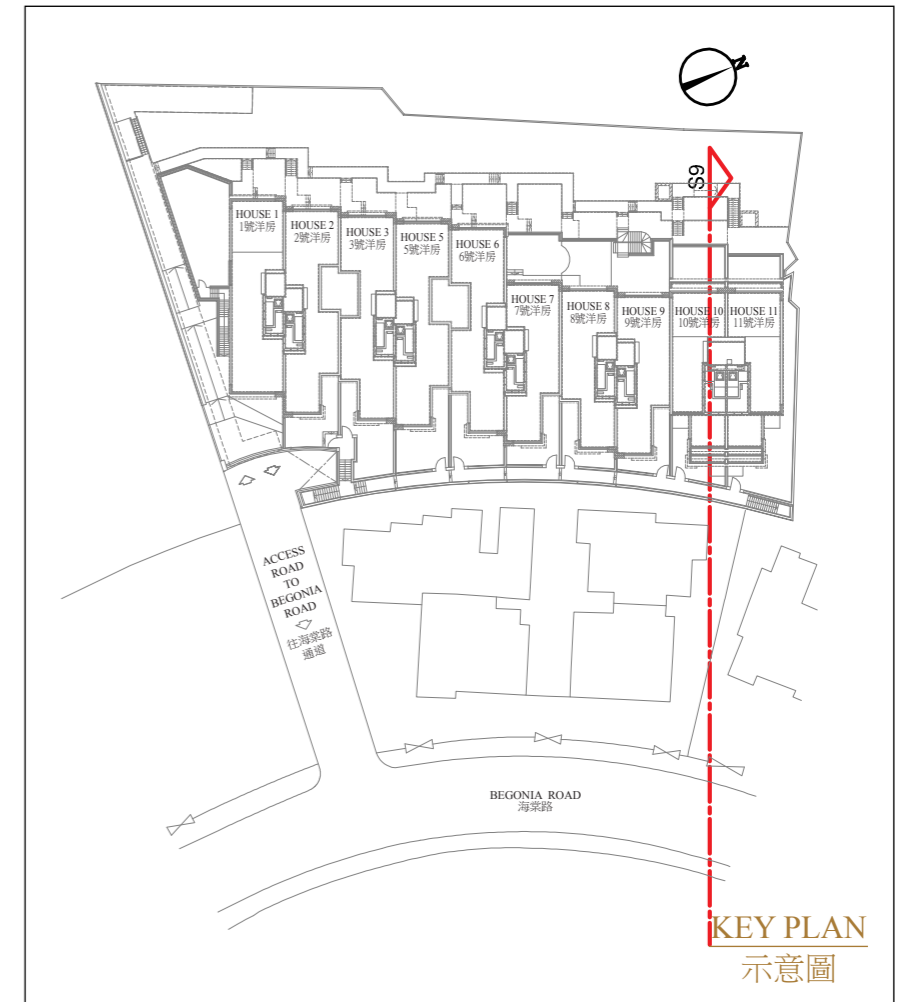 N
S9
HOUSE 1
1號洋房
HOUSE 2
2號洋房
HOUSE 3
3號洋房
HOUSE 5
5號洋房
HOUSE 6
6號洋房
HOUSE 7
7號洋房
HOUSE 8
8號洋房
HOUSE 9
9號洋房
HOUSE 10
10號洋房
HOUSE 11
11號洋房
ACCESS
ROAD
TO
BEGONIA
ROAD
往海棠路
通道
BEGONIA ROAD
海棠路
KEY PLAN
示意圖